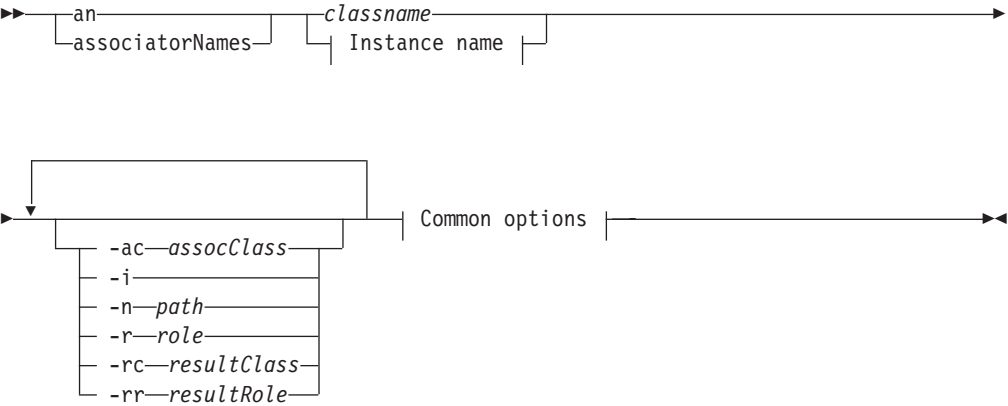 an classname
associatorNames Instance name
Common options
-ac assocClass
-i
-n path
-r role
-rc resultClass
-rr resultRole